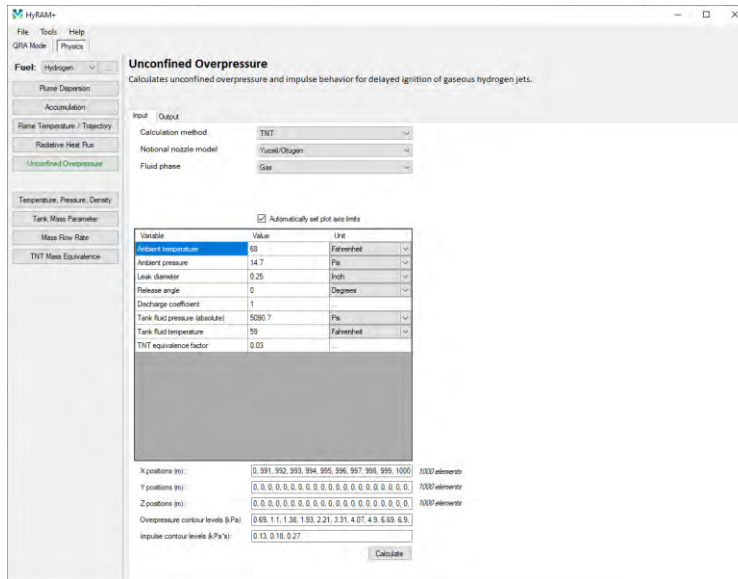 HyRAM+
File Tools Help
QRA Mode Physics
Fuel: Hydrogen ...
Plume Dispersion
Accumulation
Flame Temperature / Trajectory
Radiative Heat Flux
Unconfined Overpressure
Temperature, Pressure, Density
Tank Mass Parameter
Mass Flow Rate
TNT Mass Equivalence
Unconfined Overpressure
Calculates unconfined overpressure and impulse behavior for delayed ignition of gaseous hydrogen jets.
Input Output
Calculation method TNT
Notional nozzle model Yuceil/Otugen
Fluid phase Gas
Automatically set plot axis limits
Variable Value Unit
Ambient temperature 68 Fahrenheit
Ambient pressure 14.7 Psi
Leak diameter 0.25 Inch
Release angle 0 Degrees
Discharge coefficient 1 ...
Tank fluid pressure (absolute) 5090.7 Psi
Tank fluid temperature 59 Fahrenheit
TNT equivalence factor 0.03 ...
X positions (m): 0, 991, 992, 993, 994, 995, 996, 997, 998, 999, 1000 1000 elements
Y positions (m): 0, 0, 0, 0, 0, 0, 0, 0, 0, 0, 0, 0, 0, 0, 0, 0, 0, 0, 0, 0, 1000 elements
Z positions (m): 0, 0, 0, 0, 0, 0, 0, 0, 0, 0, 0, 0, 0, 0, 0, 0, 0, 0, 0, 0, 1000 elements
Overpressure contour levels (kPa): 0.69, 1.1, 1.38, 1.93, 2.21, 3.31, 4.07, 4.9, 6.69, 6.9,
Impulse contour levels (kPa*s): 0.13, 0.18, 0.27
Calculate